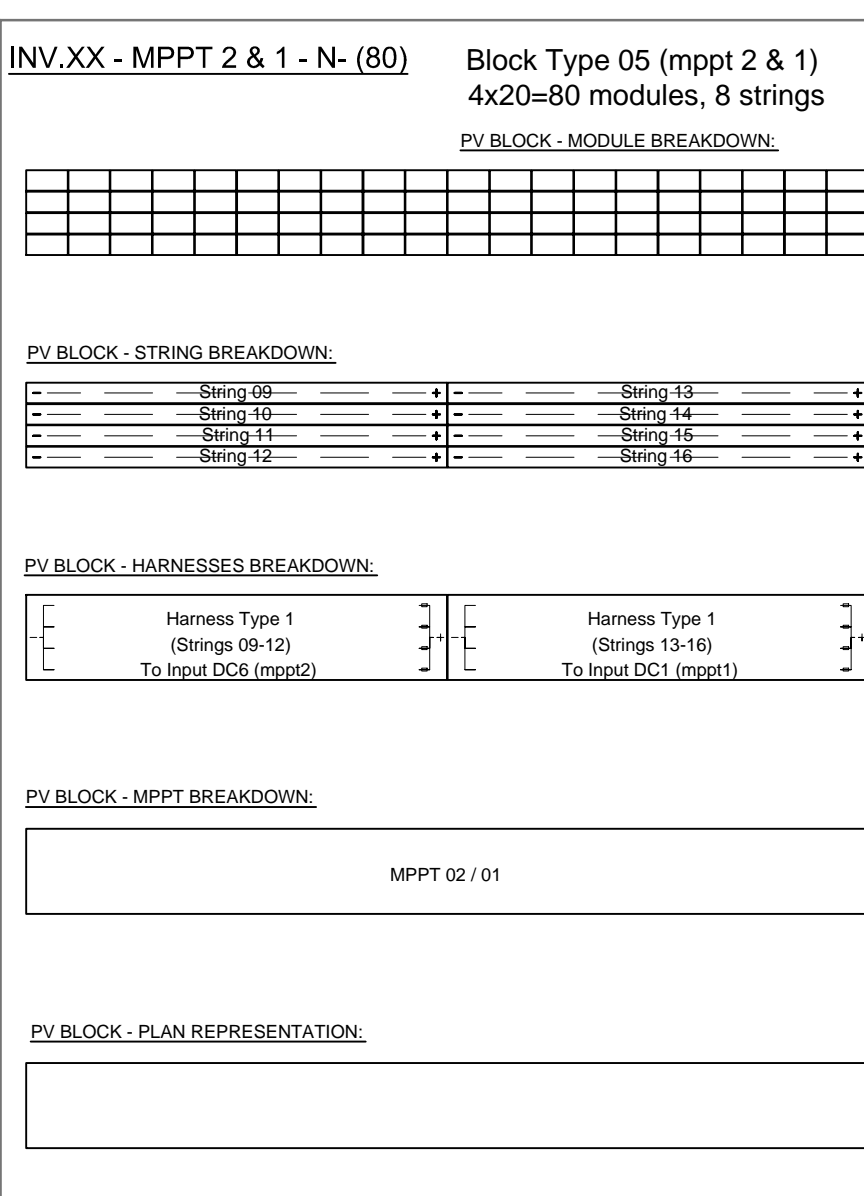 INV.XX - MPPT 2 & 1 - N- (80)
Block Type 05 (mppt 2 & 1)
4x20=80 modules, 8 strings
PV BLOCK - MODULE BREAKDOWN:
PV BLOCK - STRING BREAKDOWN:
- String 09 + - String 13 +
- String 10 + - String 14 +
- String 11 + - String 15 +
- String 12 + - String 16 +
PV BLOCK - HARNESSES BREAKDOWN:
Harness Type 1
(Strings 09-12)
To Input DC6 (mppt2)
- +
Harness Type 1
(Strings 13-16)
To Input DC1 (mppt1)
- +
PV BLOCK - MPPT BREAKDOWN:
MPPT 02 / 01
PV BLOCK - PLAN REPRESENTATION: